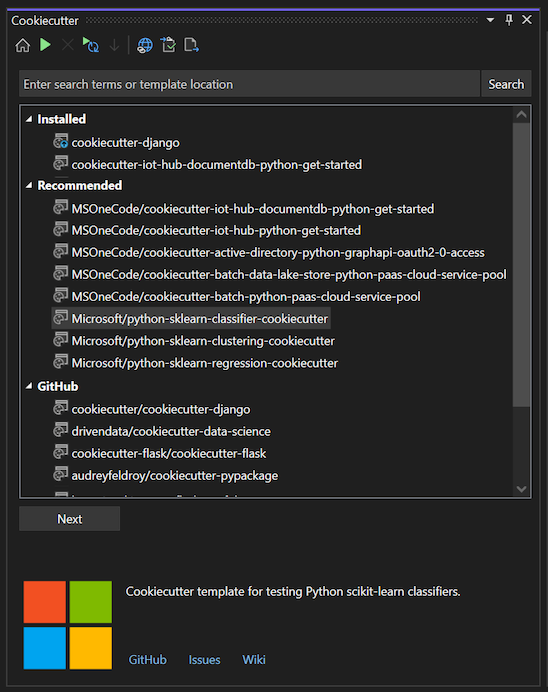 Cookiecutter
Enter search terms or template location
Search
Installed
cookiecutter-django
cookiecutter-iot-hub-documentdb-python-get-started
Recommended
MSOneCode/cookiecutter-iot-hub-documentdb-python-get-started
MSOneCode/cookiecutter-iot-hub-python-get-started
MSOneCode/cookiecutter-active-directory-python-graphapi-oauth2-0-access
MSOneCode/cookiecutter-batch-data-lake-store-python-paas-cloud-service-pool
MSOneCode/cookiecutter-batch-python-paas-cloud-service-pool
Microsoft/python-sklearn-classifier-cookiecutter
Microsoft/python-sklearn-clustering-cookiecutter
Microsoft/python-sklearn-regression-cookiecutter
GitHub
cookiecutter/cookiecutter-django
drivendata/cookiecutter-data-science
cookiecutter-flask/cookiecutter-flask
audreyfeldroy/cookiecutter-pypackage
Next
Cookiecutter template for testing Python scikit-learn classifiers.
GitHub Issues Wiki